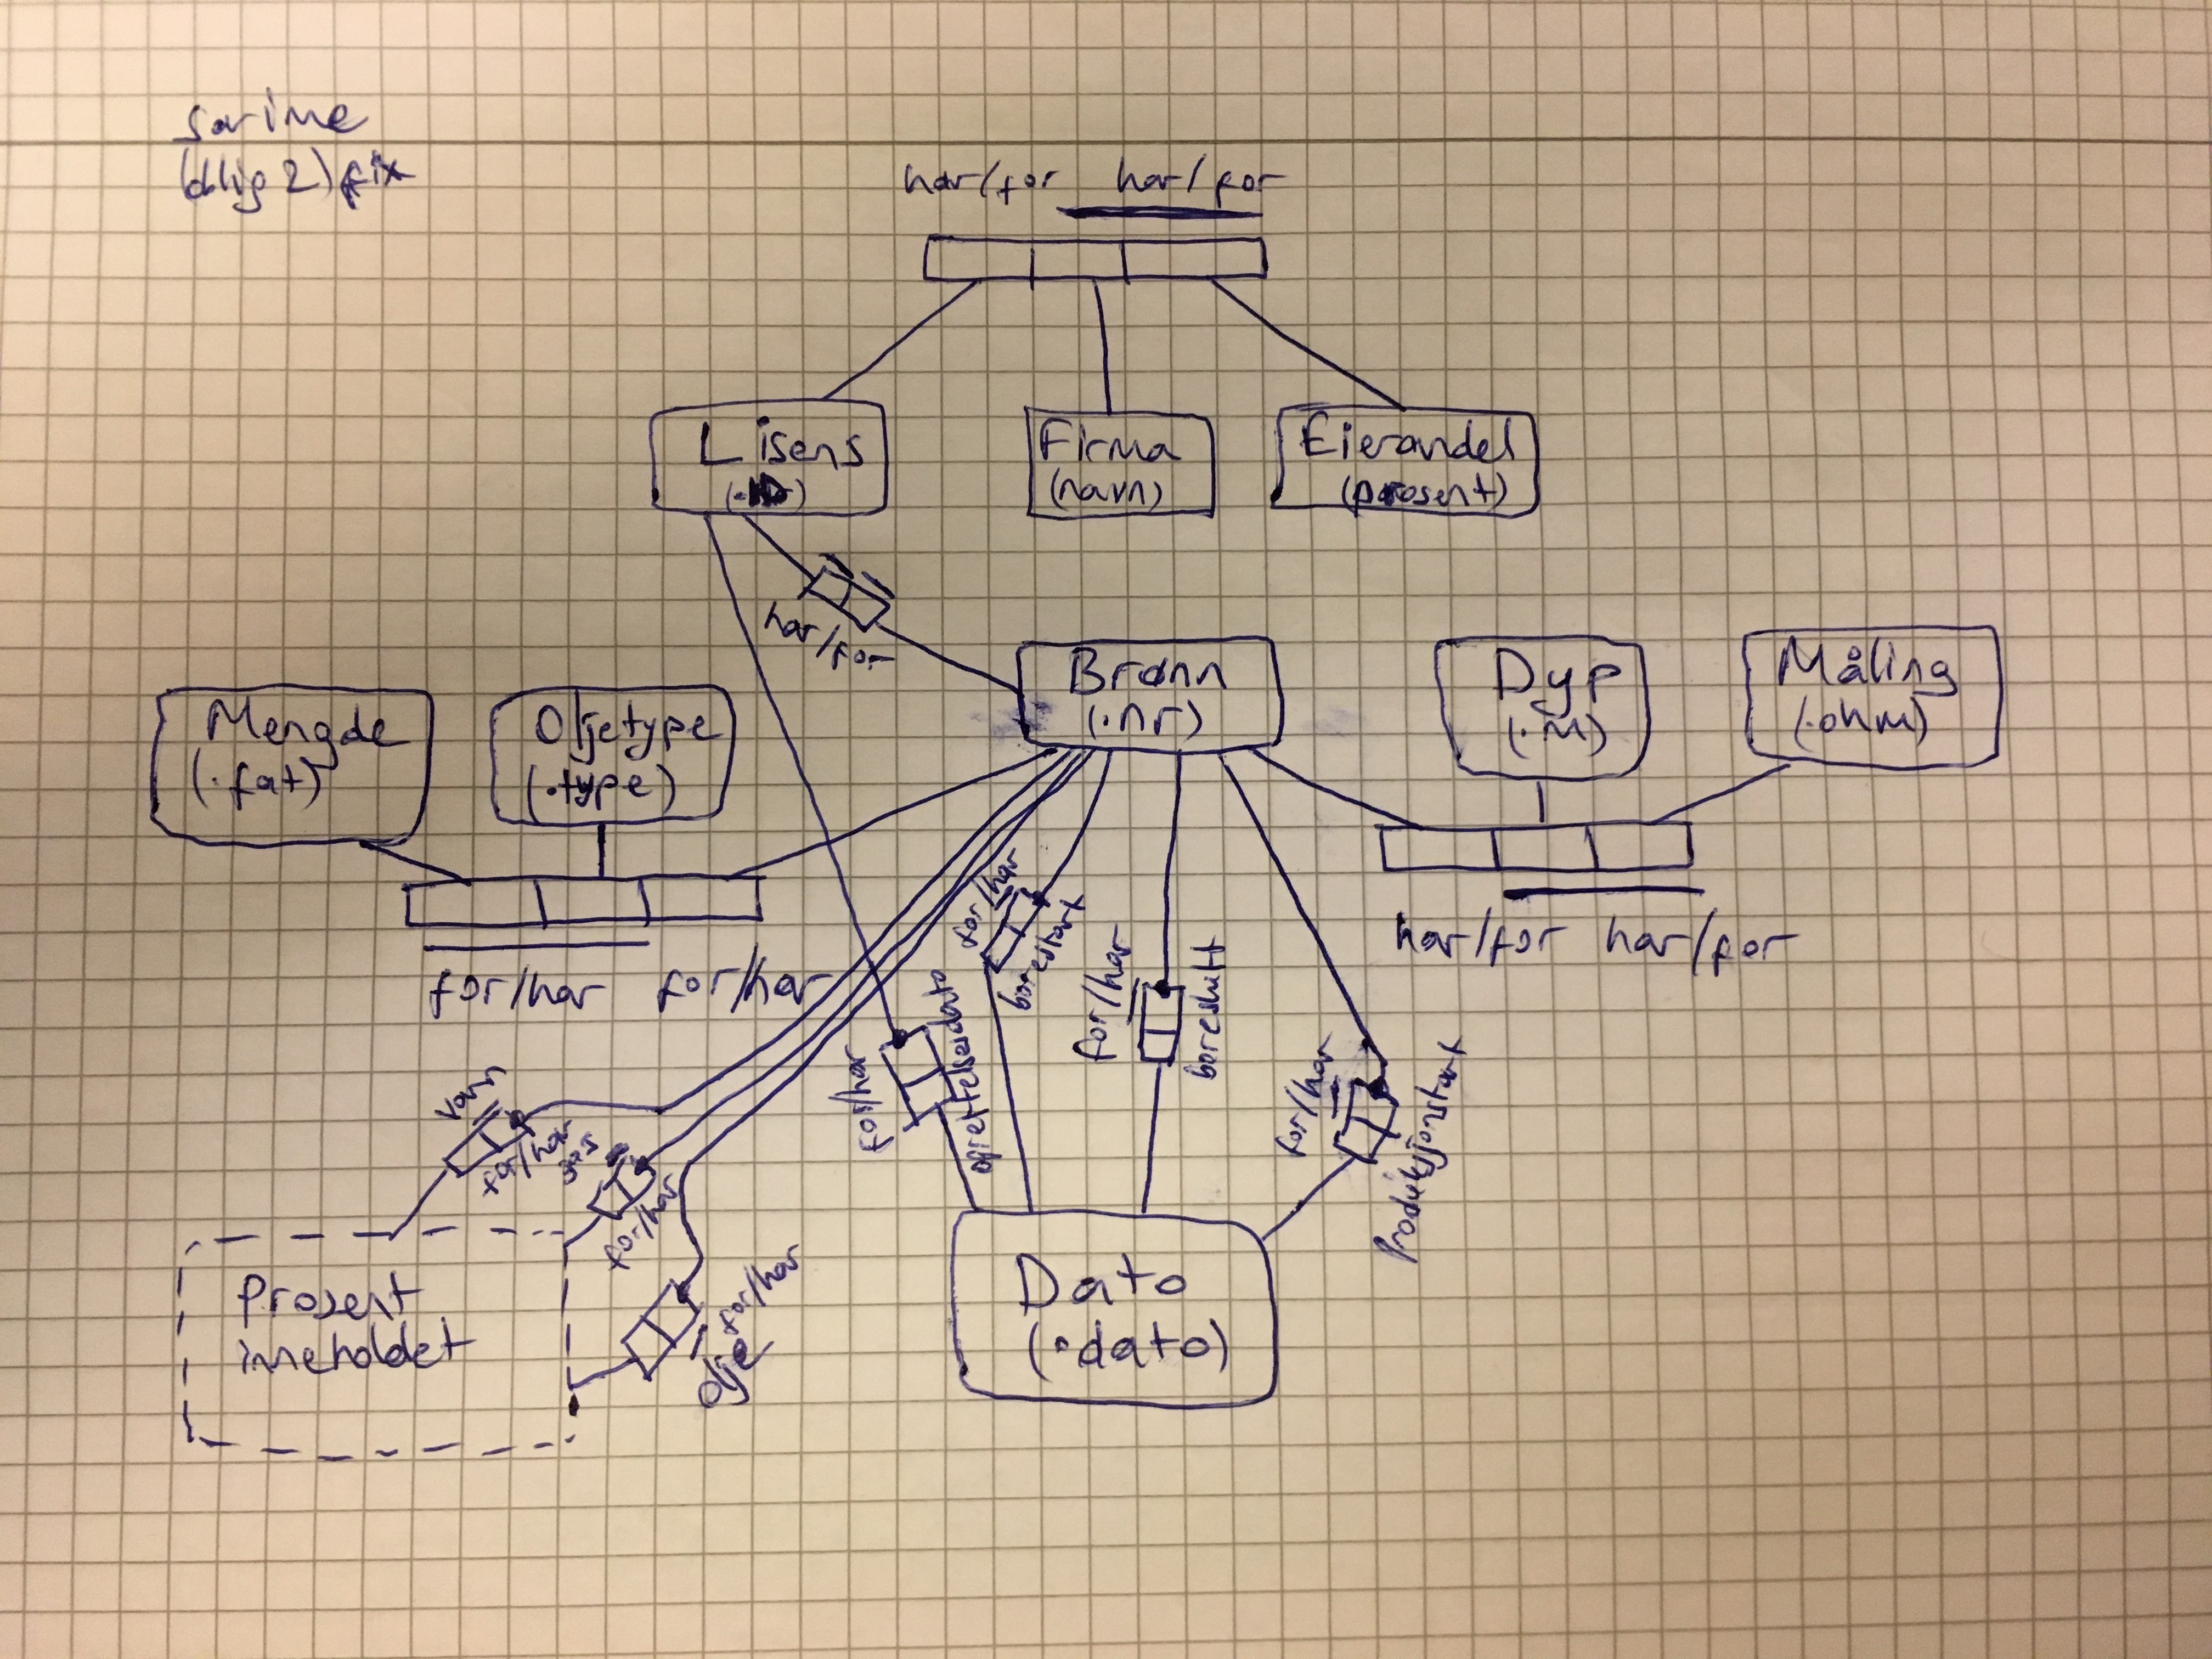 sarime
(oblig 2) fix
har/for har/for
Lisens
(.ID)
Firma
(navn)
Eierandel
(prosent)
har/for
Brønn
(.nr)
Dyp
(.M)
Måling
(.ohm)
Mengde
(.fat)
Oljetype
(.type)
for/har for/har
har/for har/for
for/har
borestart
for/har
boreslutt
for/har
opprettelsesdato
for/har
Produksjonstart
vann
for/har
gass
for/har
for/har
Olje
Prosent
inneholdet
Dato
(.dato)